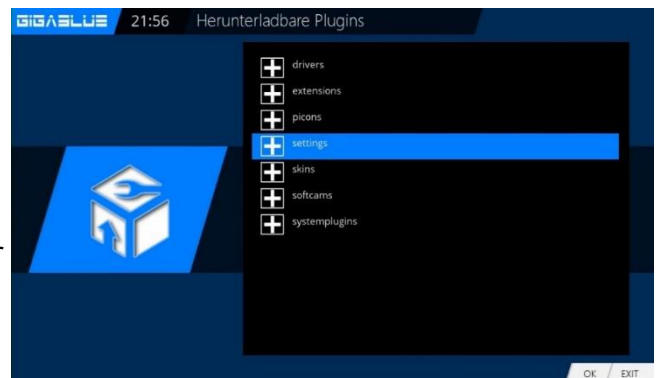 GIGABLUE 21:56 Herunterladbare Plugins
drivers
extensions
picons
settings
skins
softcams
systemplugins
OK / EXIT